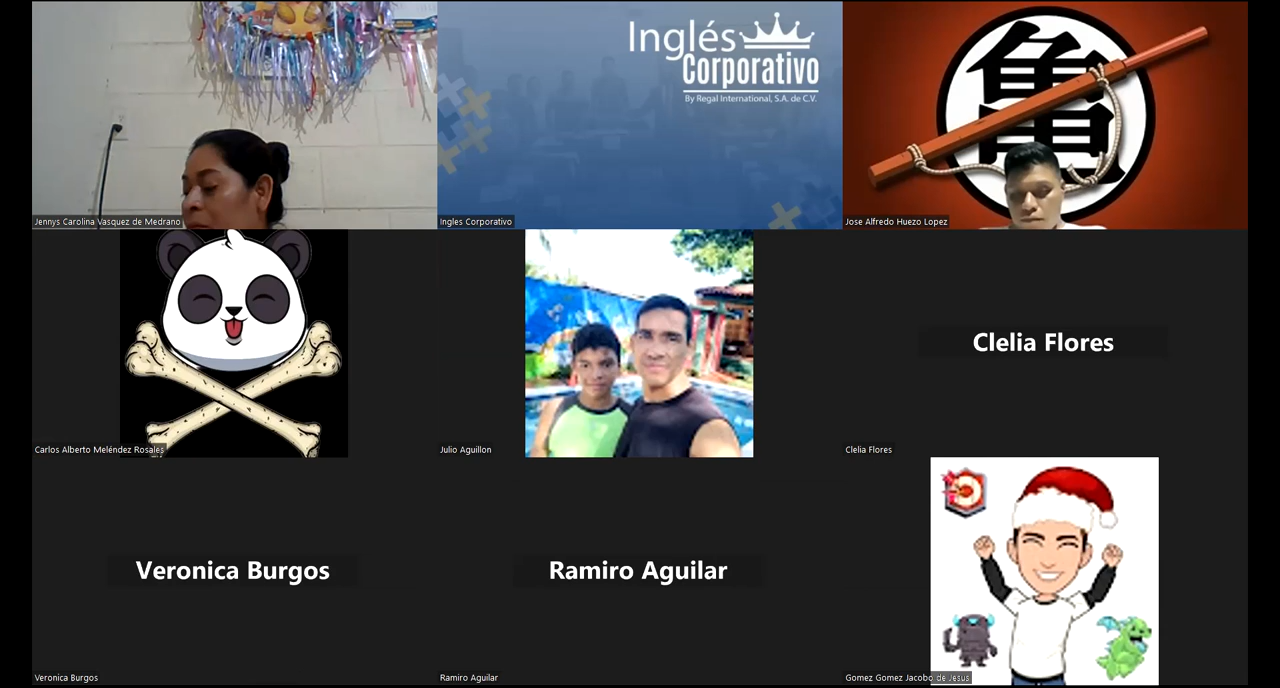 Inglés
Corporativo
By Regal International, S.A. de C.V.
亀
Jennys Carolina Vasquez de Medrano
Ingles Corporativo
Jose Alfredo Huezo Lopez
Clelia Flores
Carlos Alberto Meléndez Rosales
Julio Aguillon
Clelia Flores
Veronica Burgos
Ramiro Aguilar
Veronica Burgos
Ramiro Aguilar
Gomez Gomez Jacobo de Jesus